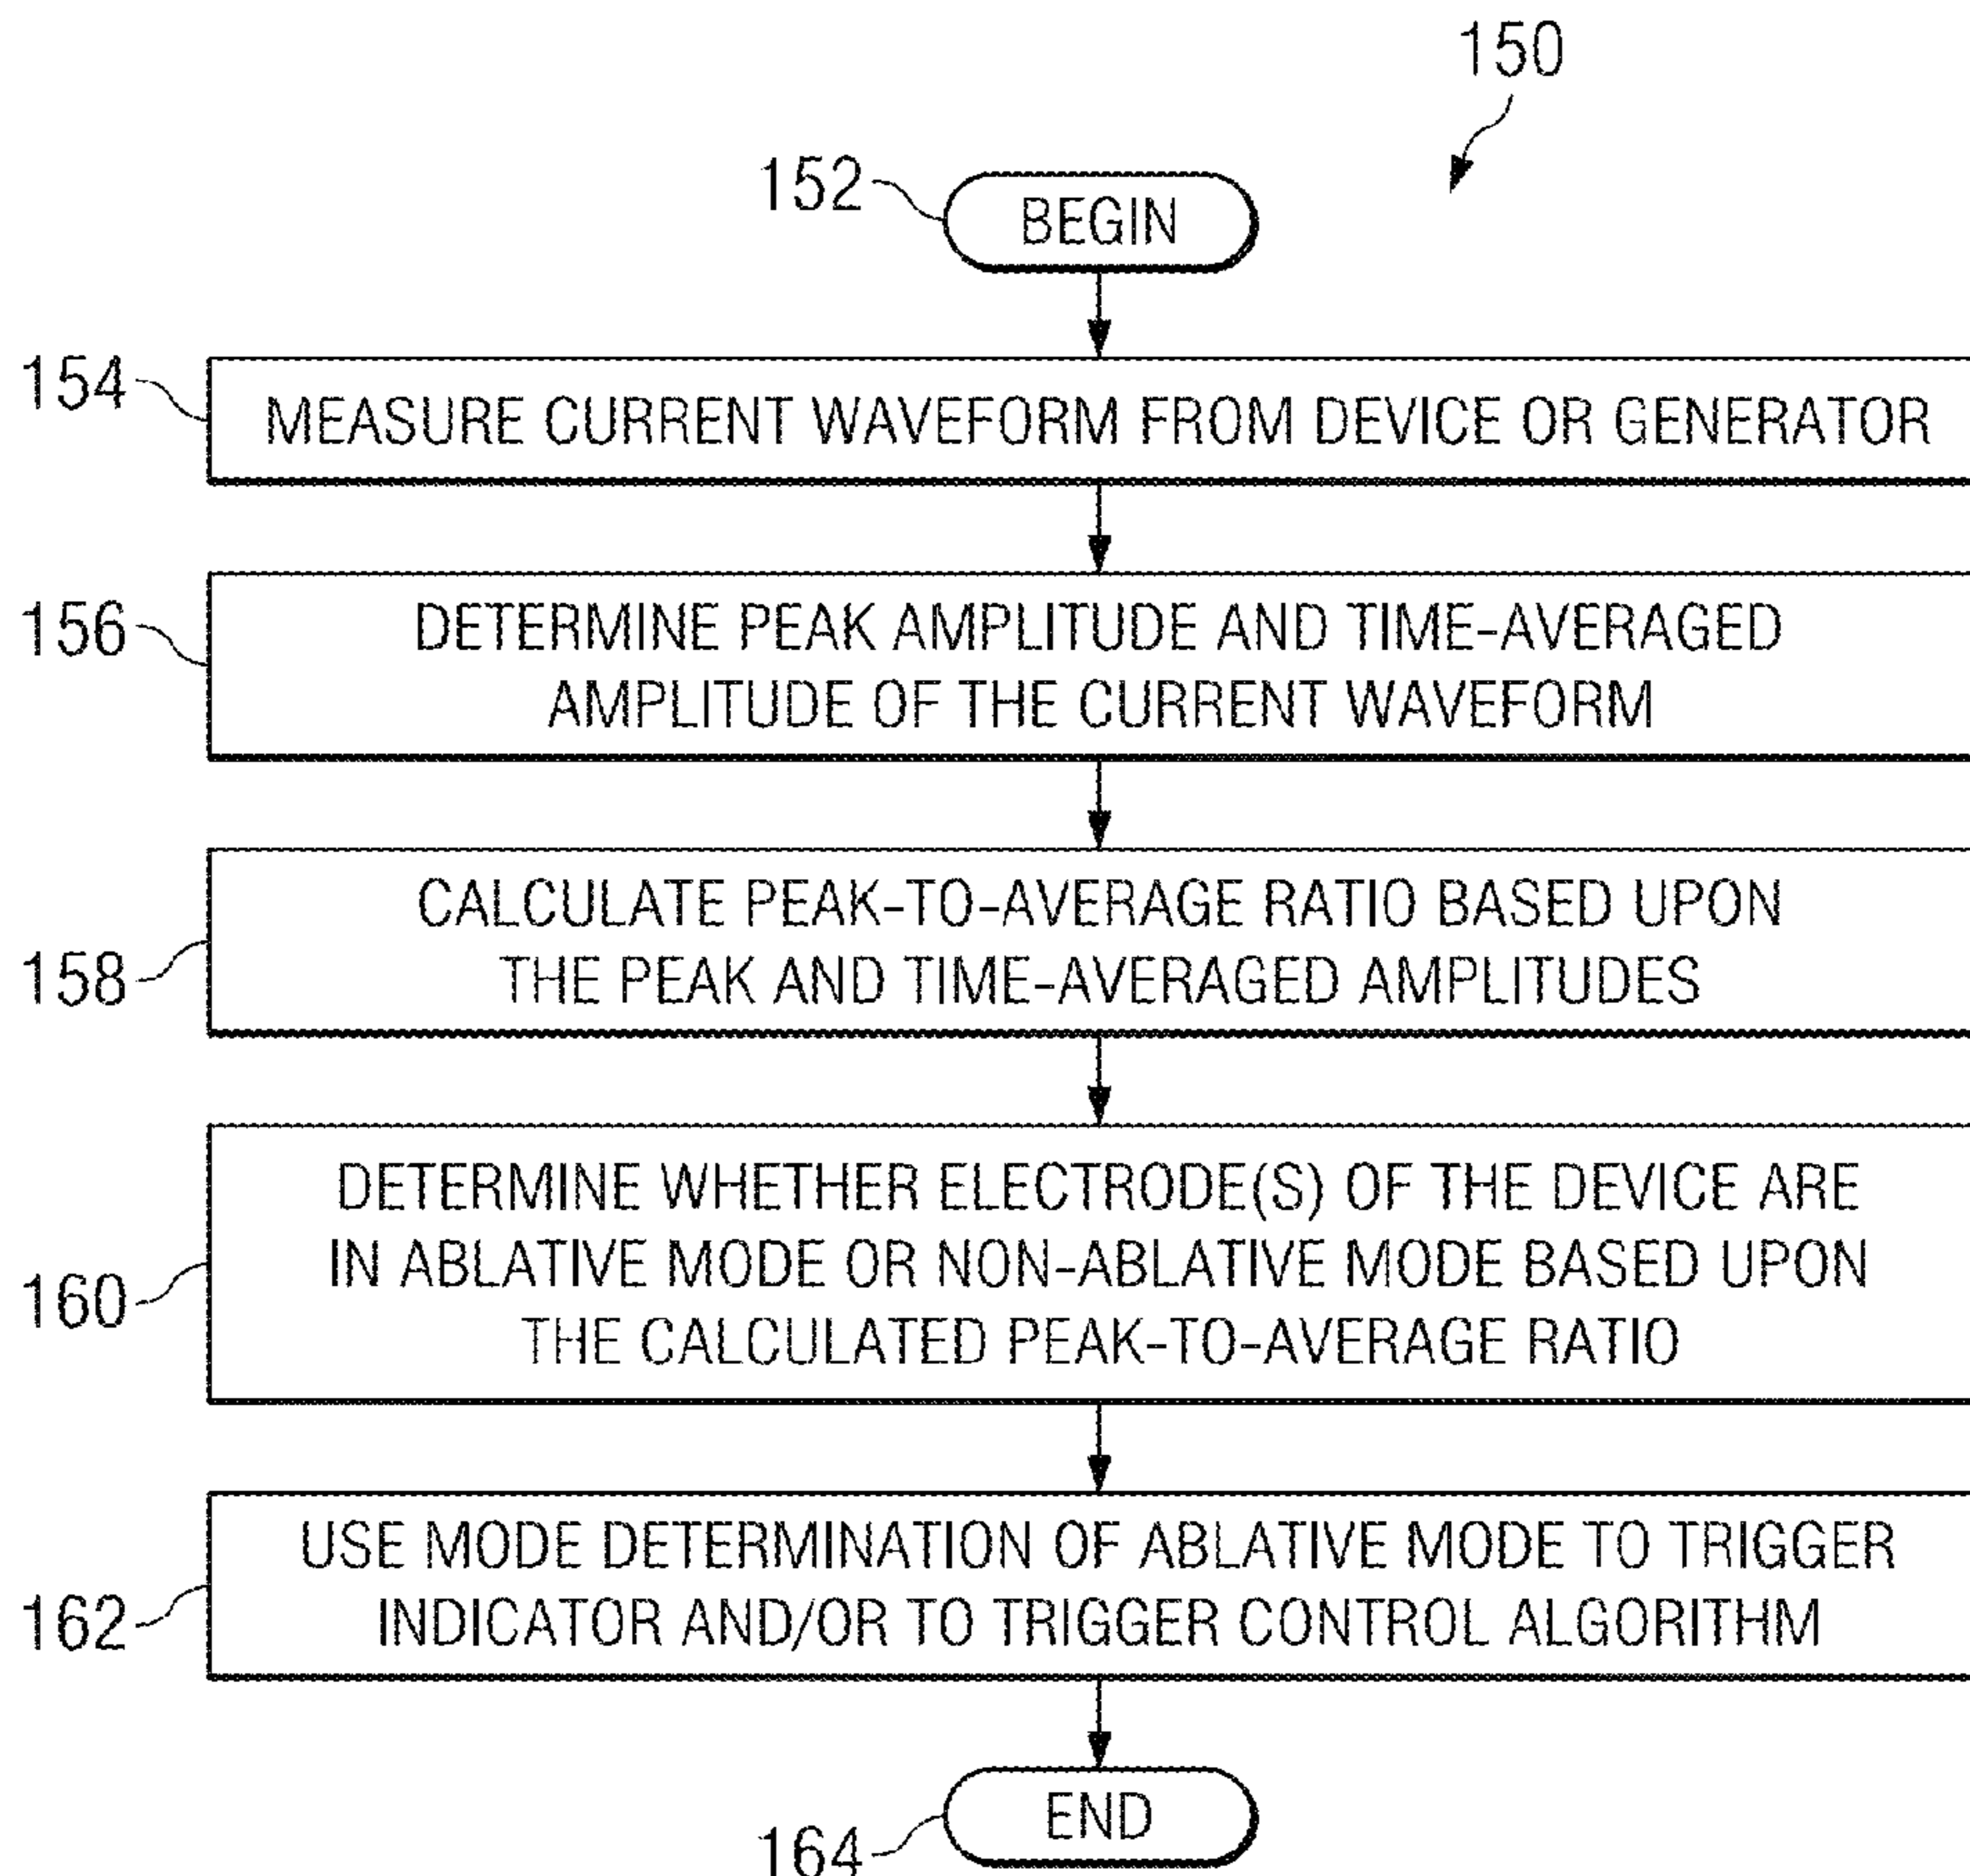 150
152
BEGIN
154
MEASURE CURRENT WAVEFORM FROM DEVICE OR GENERATOR
156
DETERMINE PEAK AMPLITUDE AND TIME-AVERAGED
AMPLITUDE OF THE CURRENT WAVEFORM
158
CALCULATE PEAK-TO-AVERAGE RATIO BASED UPON
THE PEAK AND TIME-AVERAGED AMPLITUDES
160
DETERMINE WHETHER ELECTRODE(S) OF THE DEVICE ARE
IN ABLATIVE MODE OR NON-ABLATIVE MODE BASED UPON
THE CALCULATED PEAK-TO-AVERAGE RATIO
162
USE MODE DETERMINATION OF ABLATIVE MODE TO TRIGGER
INDICATOR AND/OR TO TRIGGER CONTROL ALGORITHM
164
END